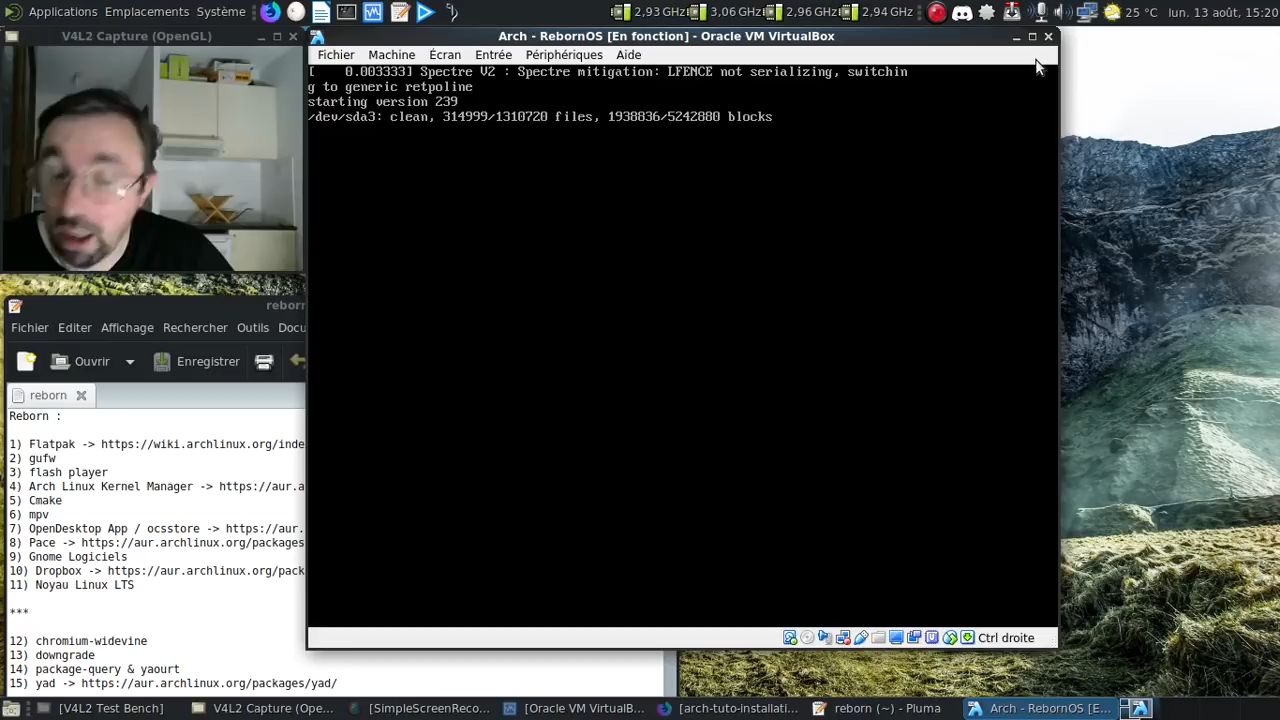 Applications Emplacements Système
2,93 GHz 3,06 GHz 2,96 GHz 2,94 GHz
25 °C lun. 13 août, 15:20
V4L2 Capture (OpenGL)
Arch - RebornOS [En fonction] - Oracle VM VirtualBox
Fichier Machine Écran Entrée Périphériques Aide
[ 0.003333] Spectre V2 : Spectre mitigation: LFENCE not serializing, switchin
g to generic retpoline
starting version 239
/dev/sda3: clean, 314999/1310720 files, 1938836/5242880 blocks
Ctrl droite
rebor
Fichier Editer Affichage Rechercher Outils Docu
Ouvrir Enregistrer
reborn
Reborn :
1) Flatpak -> https://wiki.archlinux.org/inde
2) gufw
3) flash player
4) Arch Linux Kernel Manager -> https://aur.a
5) Cmake
6) mpv
7) OpenDesktop App / ocsstore -> https://aur.
8) Pace -> https://aur.archlinux.org/packages
9) Gnome Logiciels
10) Dropbox -> https://aur.archlinux.org/pack
11) Noyau Linux LTS
***
12) chromium-widevine
13) downgrade
14) package-query & yaourt
15) yad -> https://aur.archlinux.org/packages/yad/
[V4L2 Test Bench] V4L2 Capture (Ope... [SimpleScreenReco... [Oracle VM VirtualB... [arch-tuto-installati... reborn (~) - Pluma Arch - RebornOS [E...